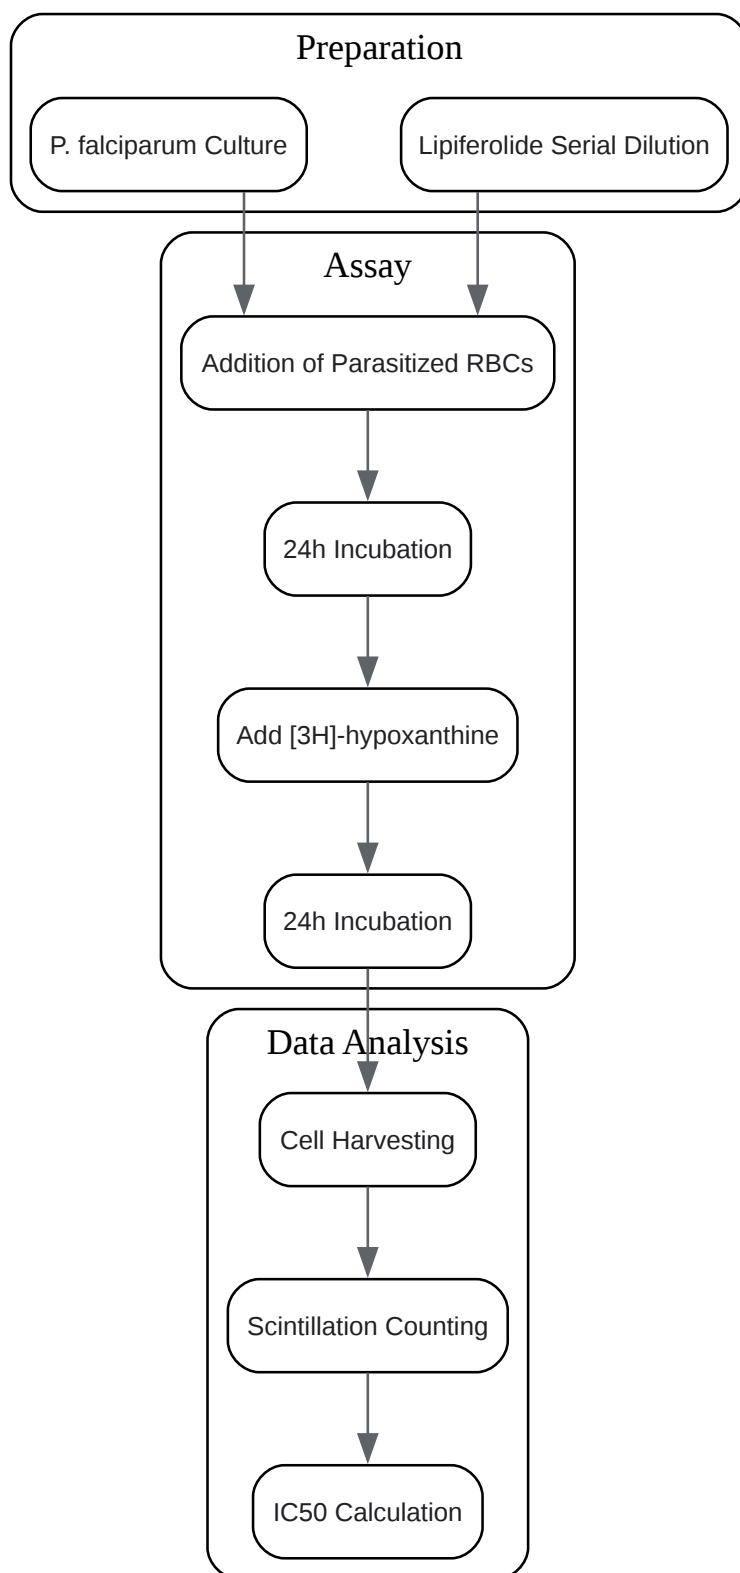 Preparation
P. falciparum Culture
Lipiferolide Serial Dilution
Assay
Addition of Parasitized RBCs
24h Incubation
Add [3H]-hypoxanthine
24h Incubation
Data Analysis
Cell Harvesting
Scintillation Counting
IC50 Calculation